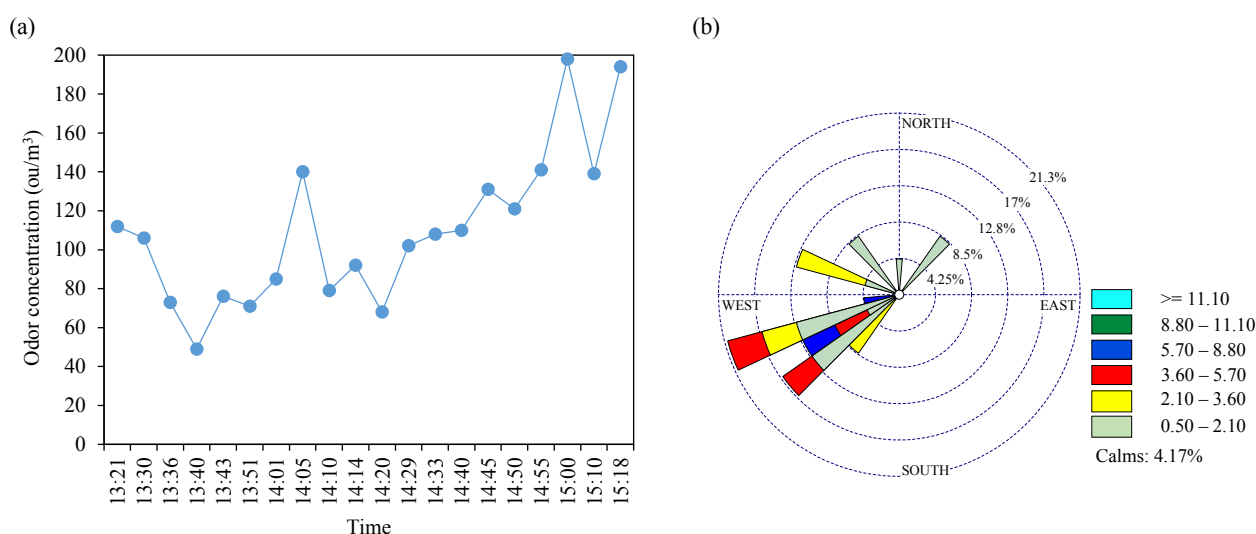 (a)
Odor concentration (ou/m³)
200
180
160
140
120
100
80
60
40
20
0
13:21
13:30
13:36
13:40
13:43
13:51
14:01
14:05
14:10
14:14
14:20
14:29
14:33
14:40
14:45
14:50
14:55
15:00
15:10
15:18
Time
(b)
NORTH
21.3%
17%
12.8%
8.5%
4.25%
WEST
EAST
SOUTH
>= 11.10
8.80 – 11.10
5.70 – 8.80
3.60 – 5.70
2.10 – 3.60
0.50 – 2.10
Calms: 4.17%